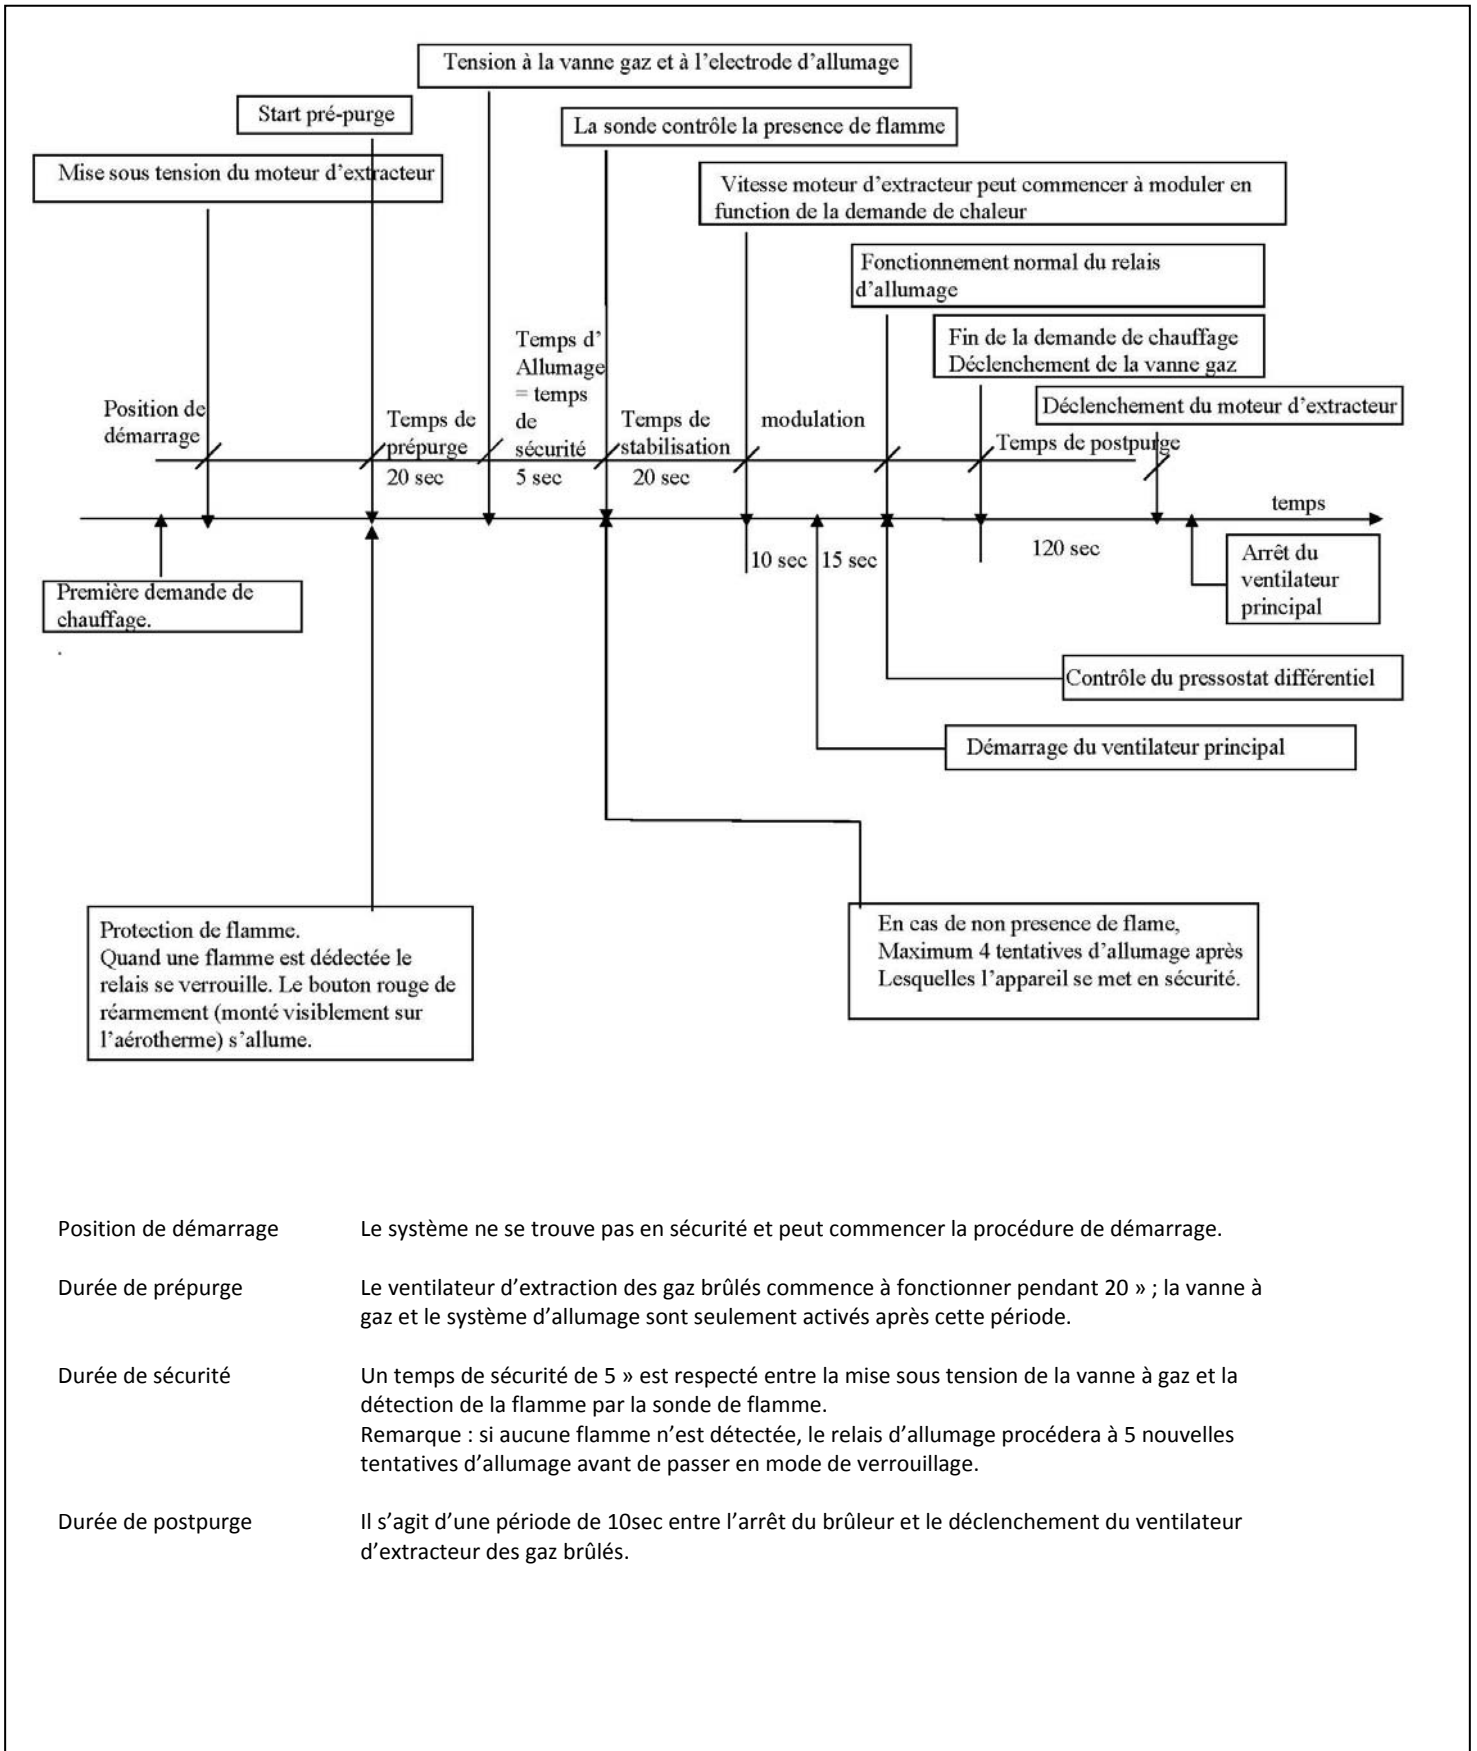 Tension à la vanne gaz et à l’electrode d’allumage
Start pré-purge
La sonde contrôle la presence de flamme
Mise sous tension du moteur d’extracteur
Vitesse moteur d’extracteur peut commencer à moduler en
function de la demande de chaleur
Fonctionnement normal du relais
d’allumage
Fin de la demande de chauffage
Déclenchement de la vanne gaz
Déclenchement du moteur d’extracteur
Position de
démarrage
Temps de
prépurge
20 sec
Temps d’
Allumage
= temps
de
sécurité
5 sec
Temps de
stabilisation
20 sec
modulation
Temps de postpurge
temps
10 sec
15 sec
120 sec
Première demande de
chauffage.
.
Arrêt du
ventilateur
principal
Contrôle du pressostat différentiel
Démarrage du ventilateur principal
Protection de flamme.
Quand une flamme est dédectée le
relais se verrouille. Le bouton rouge de
réarmement (monté visiblement sur
l’aérotherme) s’allume.
En cas de non presence de flame,
Maximum 4 tentatives d’allumage après
Lesquelles l’appareil se met en sécurité.
Position de démarrage Le système ne se trouve pas en sécurité et peut commencer la procédure de démarrage.
Durée de prépurge Le ventilateur d’extraction des gaz brûlés commence à fonctionner pendant 20 » ; la vanne à
gaz et le système d’allumage sont seulement activés après cette période.
Durée de sécurité Un temps de sécurité de 5 » est respecté entre la mise sous tension de la vanne à gaz et la
détection de la flamme par la sonde de flamme.
Remarque : si aucune flamme n’est détectée, le relais d’allumage procédera à 5 nouvelles
tentatives d’allumage avant de passer en mode de verrouillage.
Durée de postpurge Il s’agit d’une période de 10sec entre l’arrêt du brûleur et le déclenchement du ventilateur
d’extracteur des gaz brûlés.